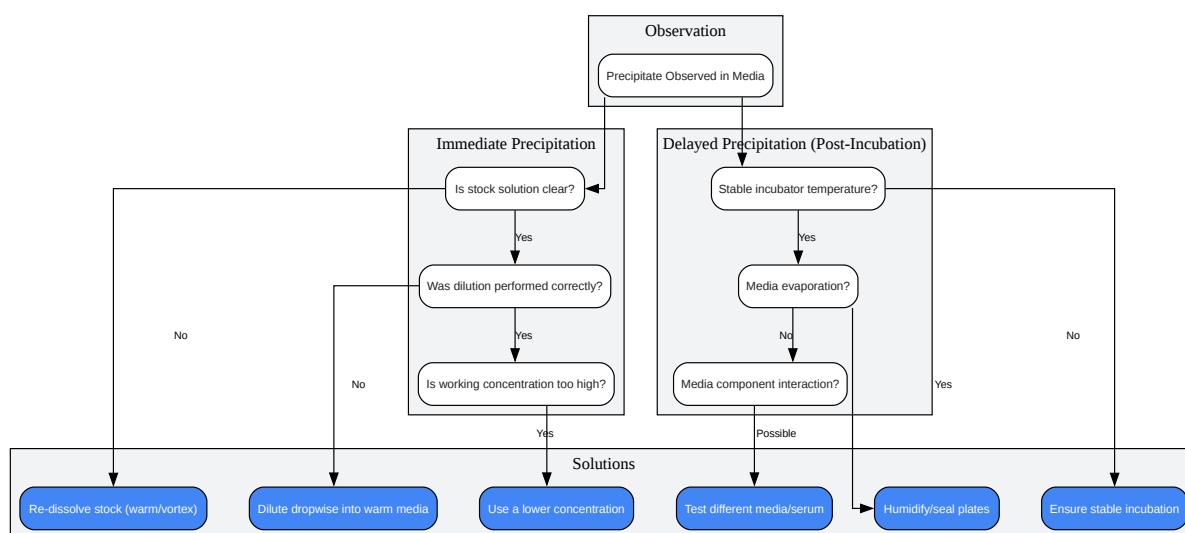 Observation
Precipitate Observed in Media
Immediate Precipitation
Delayed Precipitation (Post-Incubation)
Is stock solution clear?
Stable incubator temperature?
Yes
Yes
Was dilution performed correctly?
Media evaporation?
No
Yes
No
No
Is working concentration too high?
Media component interaction?
No
Yes
Yes
Possible
Solutions
Re-dissolve stock (warm/vortex)
Dilute dropwise into warm media
Use a lower concentration
Test different media/serum
Humidify/seal plates
Ensure stable incubation